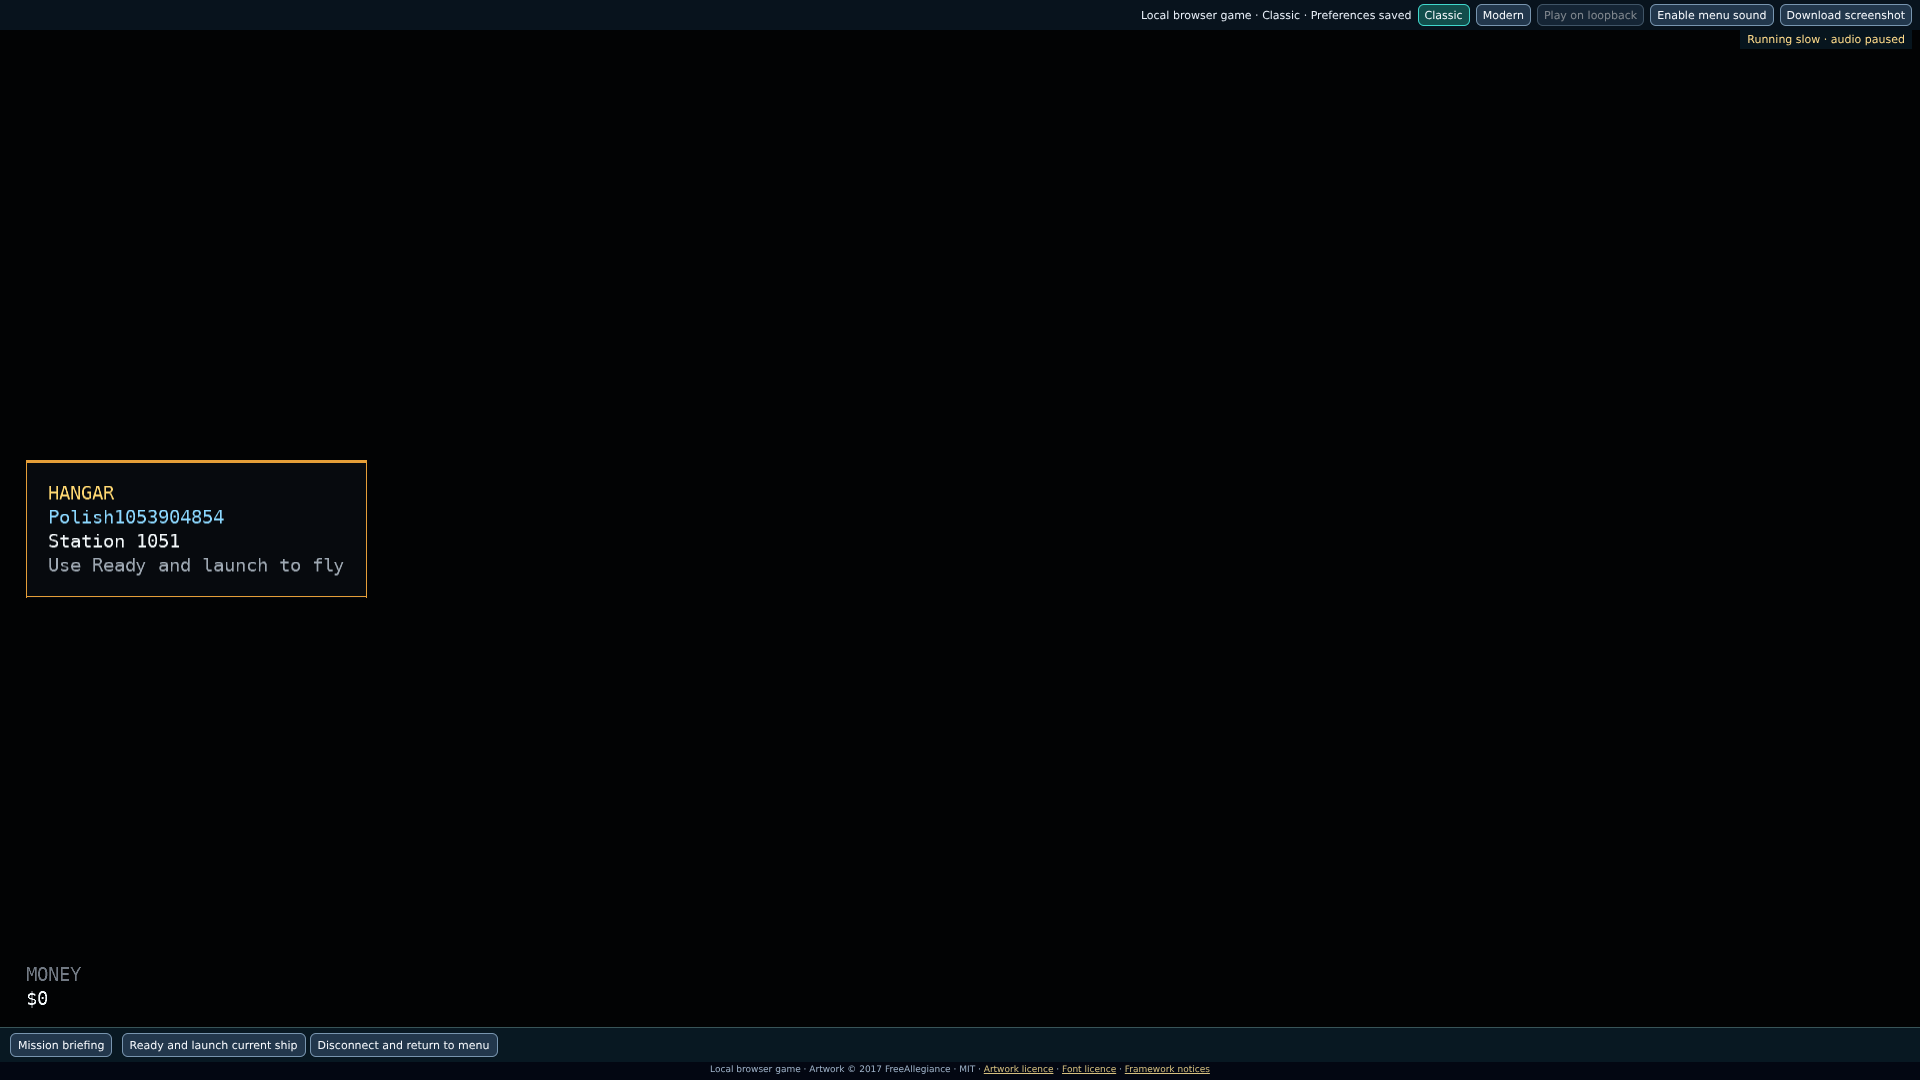 Local browser game · Classic · Preferences saved Classic Modern Play on loopback Enable menu sound Download screenshot
Running slow · audio paused
HANGAR
Polish1053904854
Station 1051
Use Ready and launch to fly
MONEY
$0
Mission briefing Ready and launch current ship Disconnect and return to menu
Local browser game · Artwork © 2017 FreeAllegiance · MIT · Artwork licence · Font licence · Framework notices